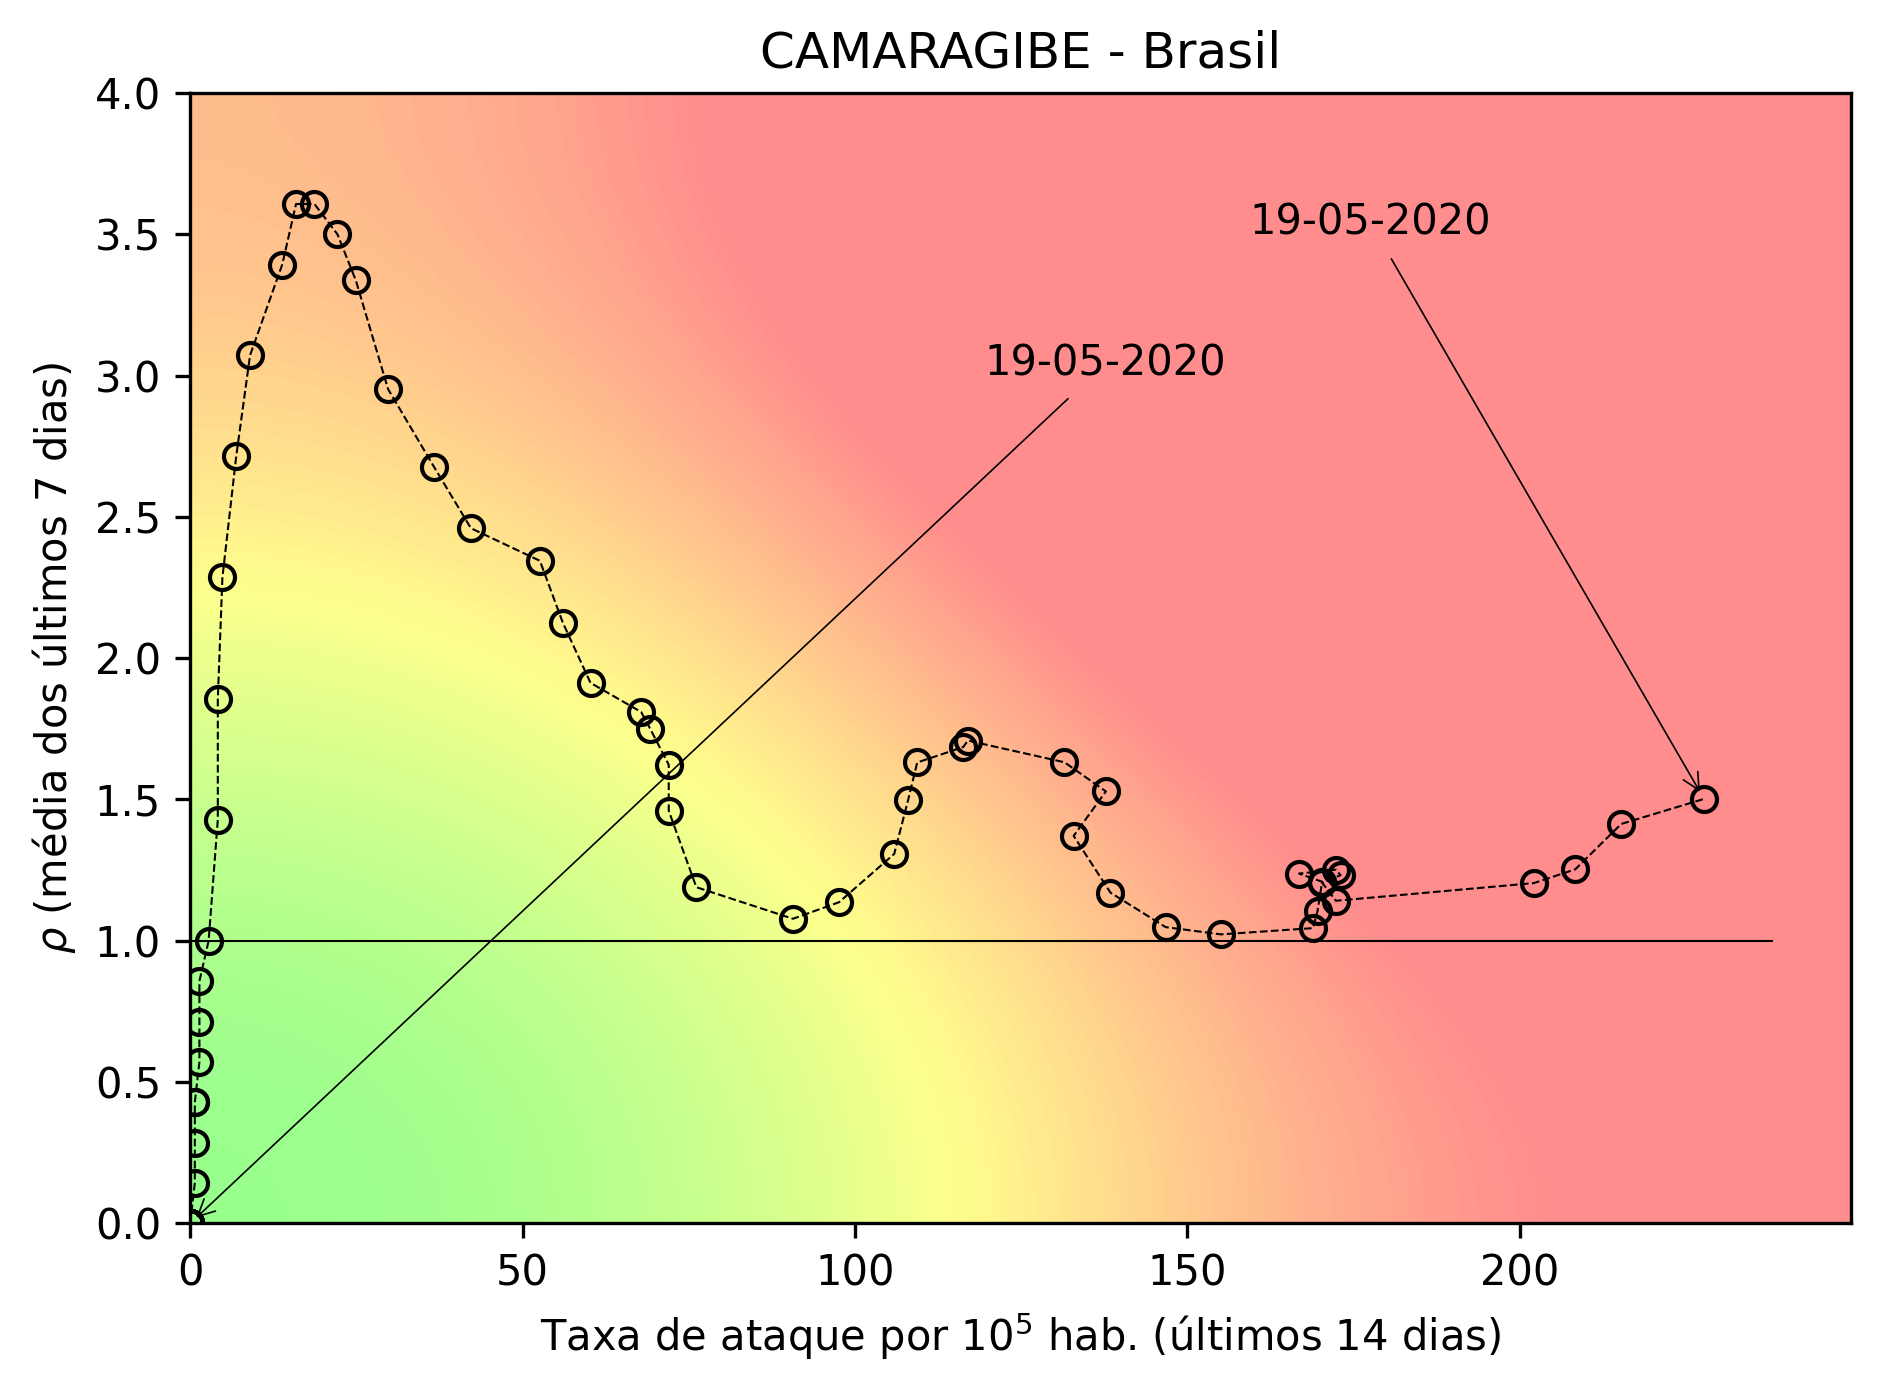 CAMARAGIBE - Brasil
4.0
3.5
3.0
2.5
2.0
1.5
1.0
0.5
0.0
ρ (média dos últimos 7 dias)
19-05-2020
19-05-2020
0 50 100 150 200
Taxa de ataque por 10⁵ hab. (últimos 14 dias)